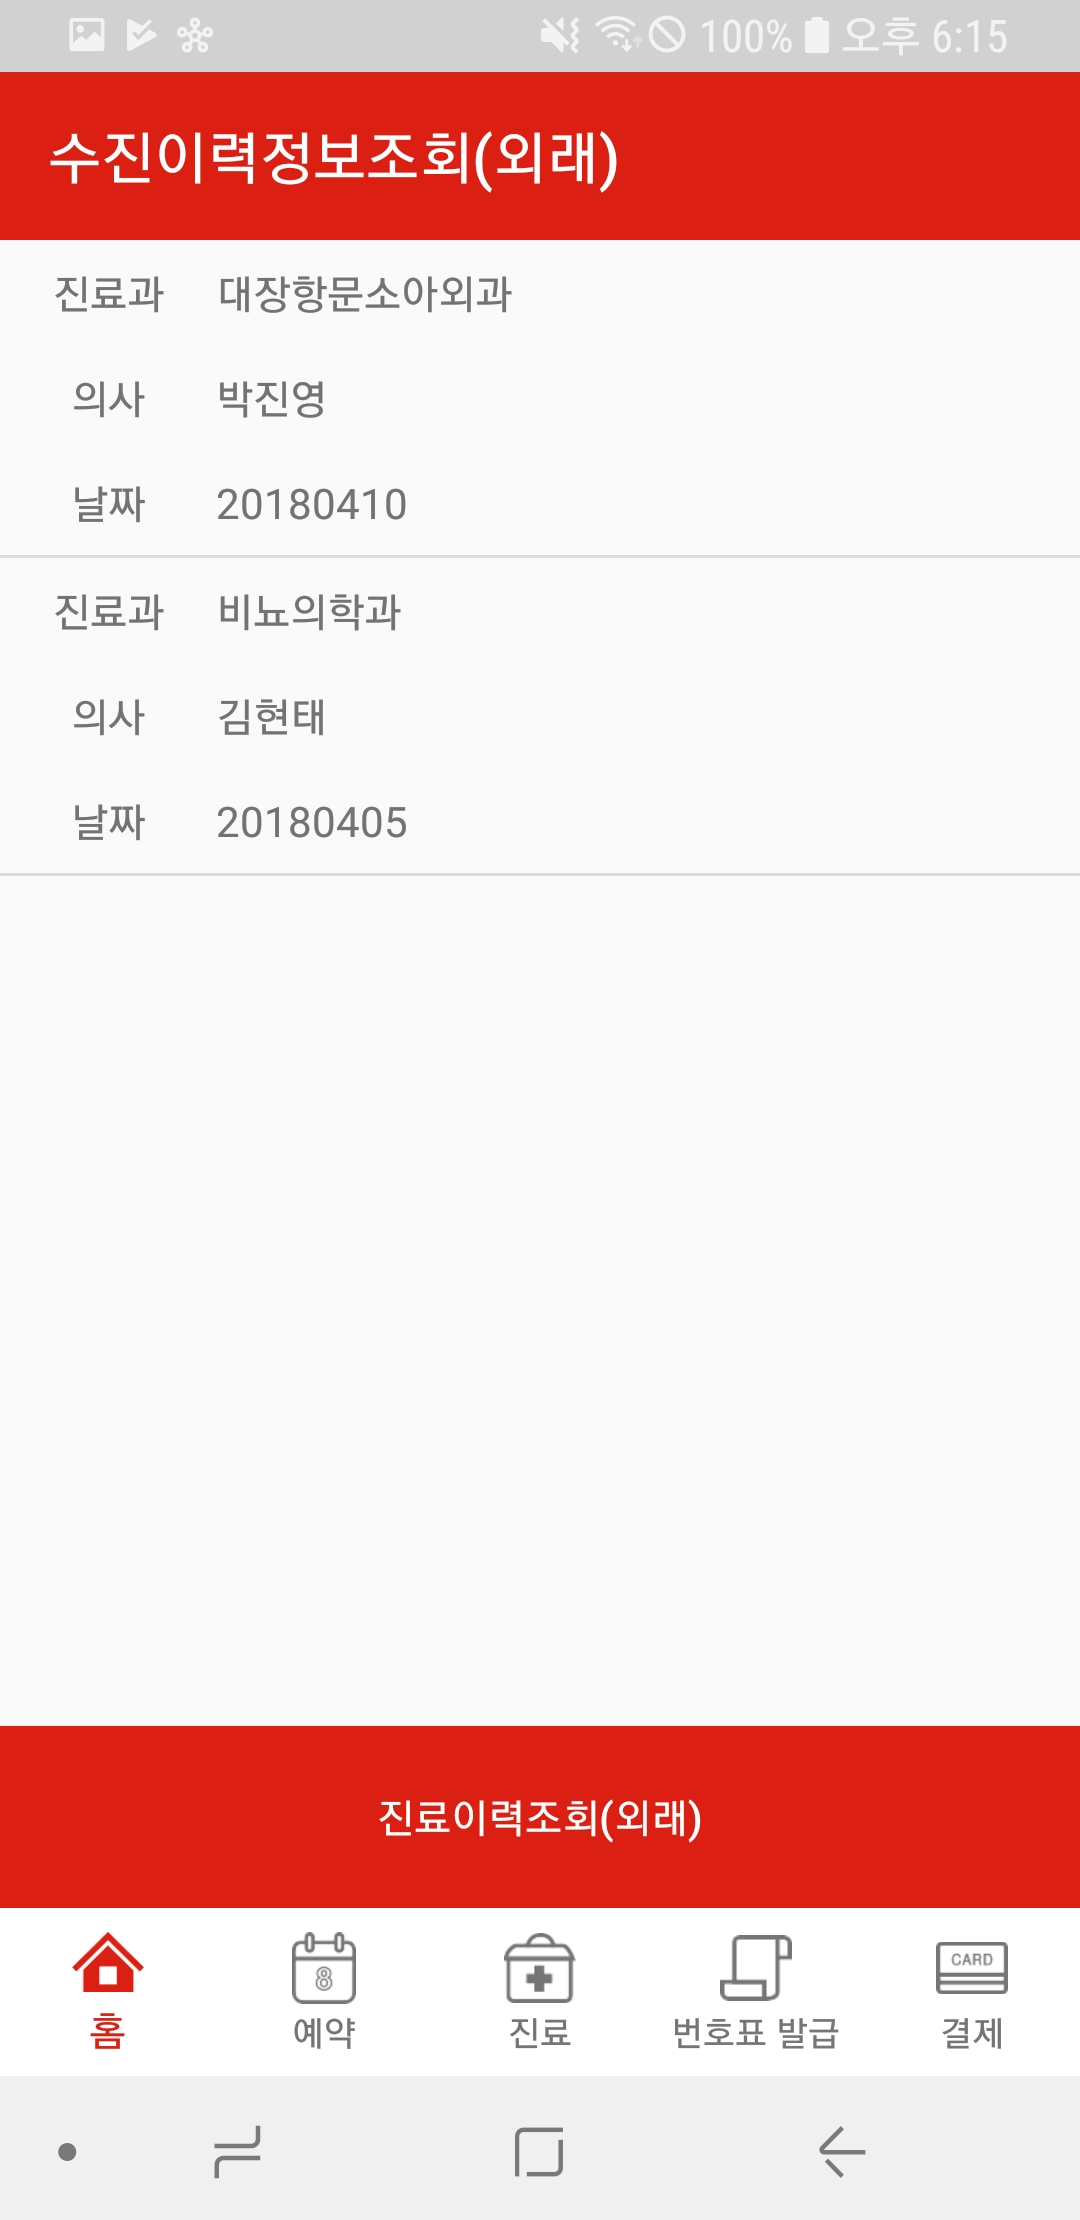 100% 오후 6:15
수진이력정보조회(외래)
진료과 대장항문소아외과
의사 박진영
날짜 20180410
진료과 비뇨의학과
의사 김현태
날짜 20180405
진료이력조회(외래)
8 CARD
홈 예약 진료 번호표 발급 결제